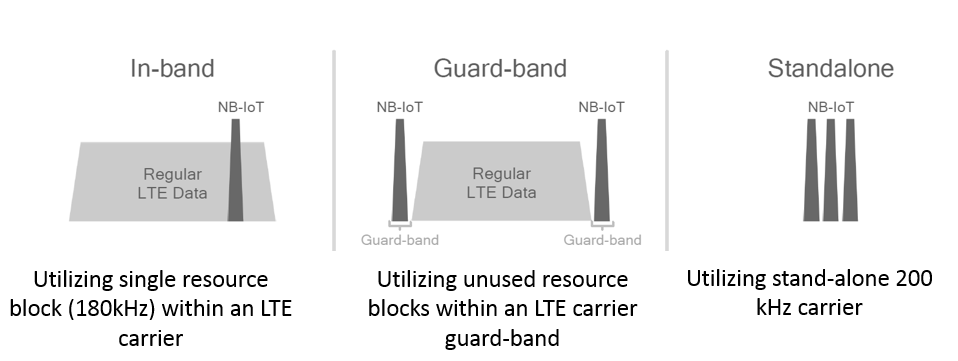 In-band
NB-IoT
Regular
LTE Data
Utilizing single resource
block (180kHz) within an LTE
carrier
Guard-band
NB-IoT
NB-IoT
Regular
LTE Data
Guard-band
Guard-band
Utilizing unused resource
blocks within an LTE carrier
guard-band
Standalone
NB-IoT
Utilizing stand-alone 200
kHz carrier